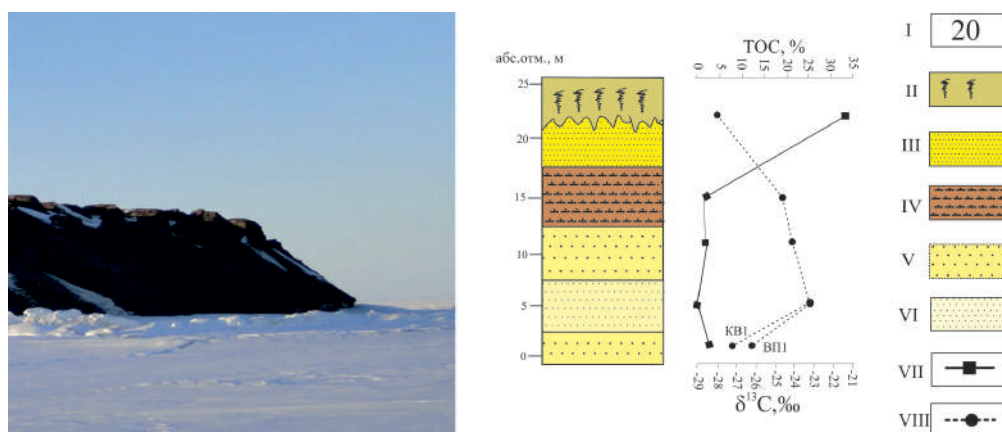 TOC, %
0 5 10 15 20 25 30 35
абс.отм., м
25
20
15
10
5
0
КВ1
ВП1
-29 -28 -27 -26 -25 -24 -23 -22 -21
δ¹³C,‰
I 20
II
III
IV
V
VI
VII
VIII